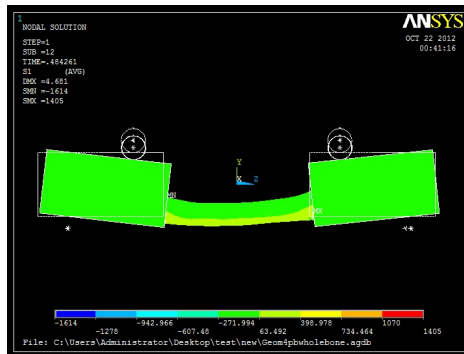 1
NODAL SOLUTION
STEP=1
SUB =12
TIME=.484261
S1 (AVG)
DMX =4.681
SMN =-1614
SMX =1405
ANSYS
OCT 22 2012
00:41:16
Y
X Z
MN
MX
-1614 -942.966 -271.994 398.978 1070
-1278 -607.48 63.492 734.464 1405
File: C:\Users\Administrator\Desktop\test\new\Geom4pbwholebone.agdb